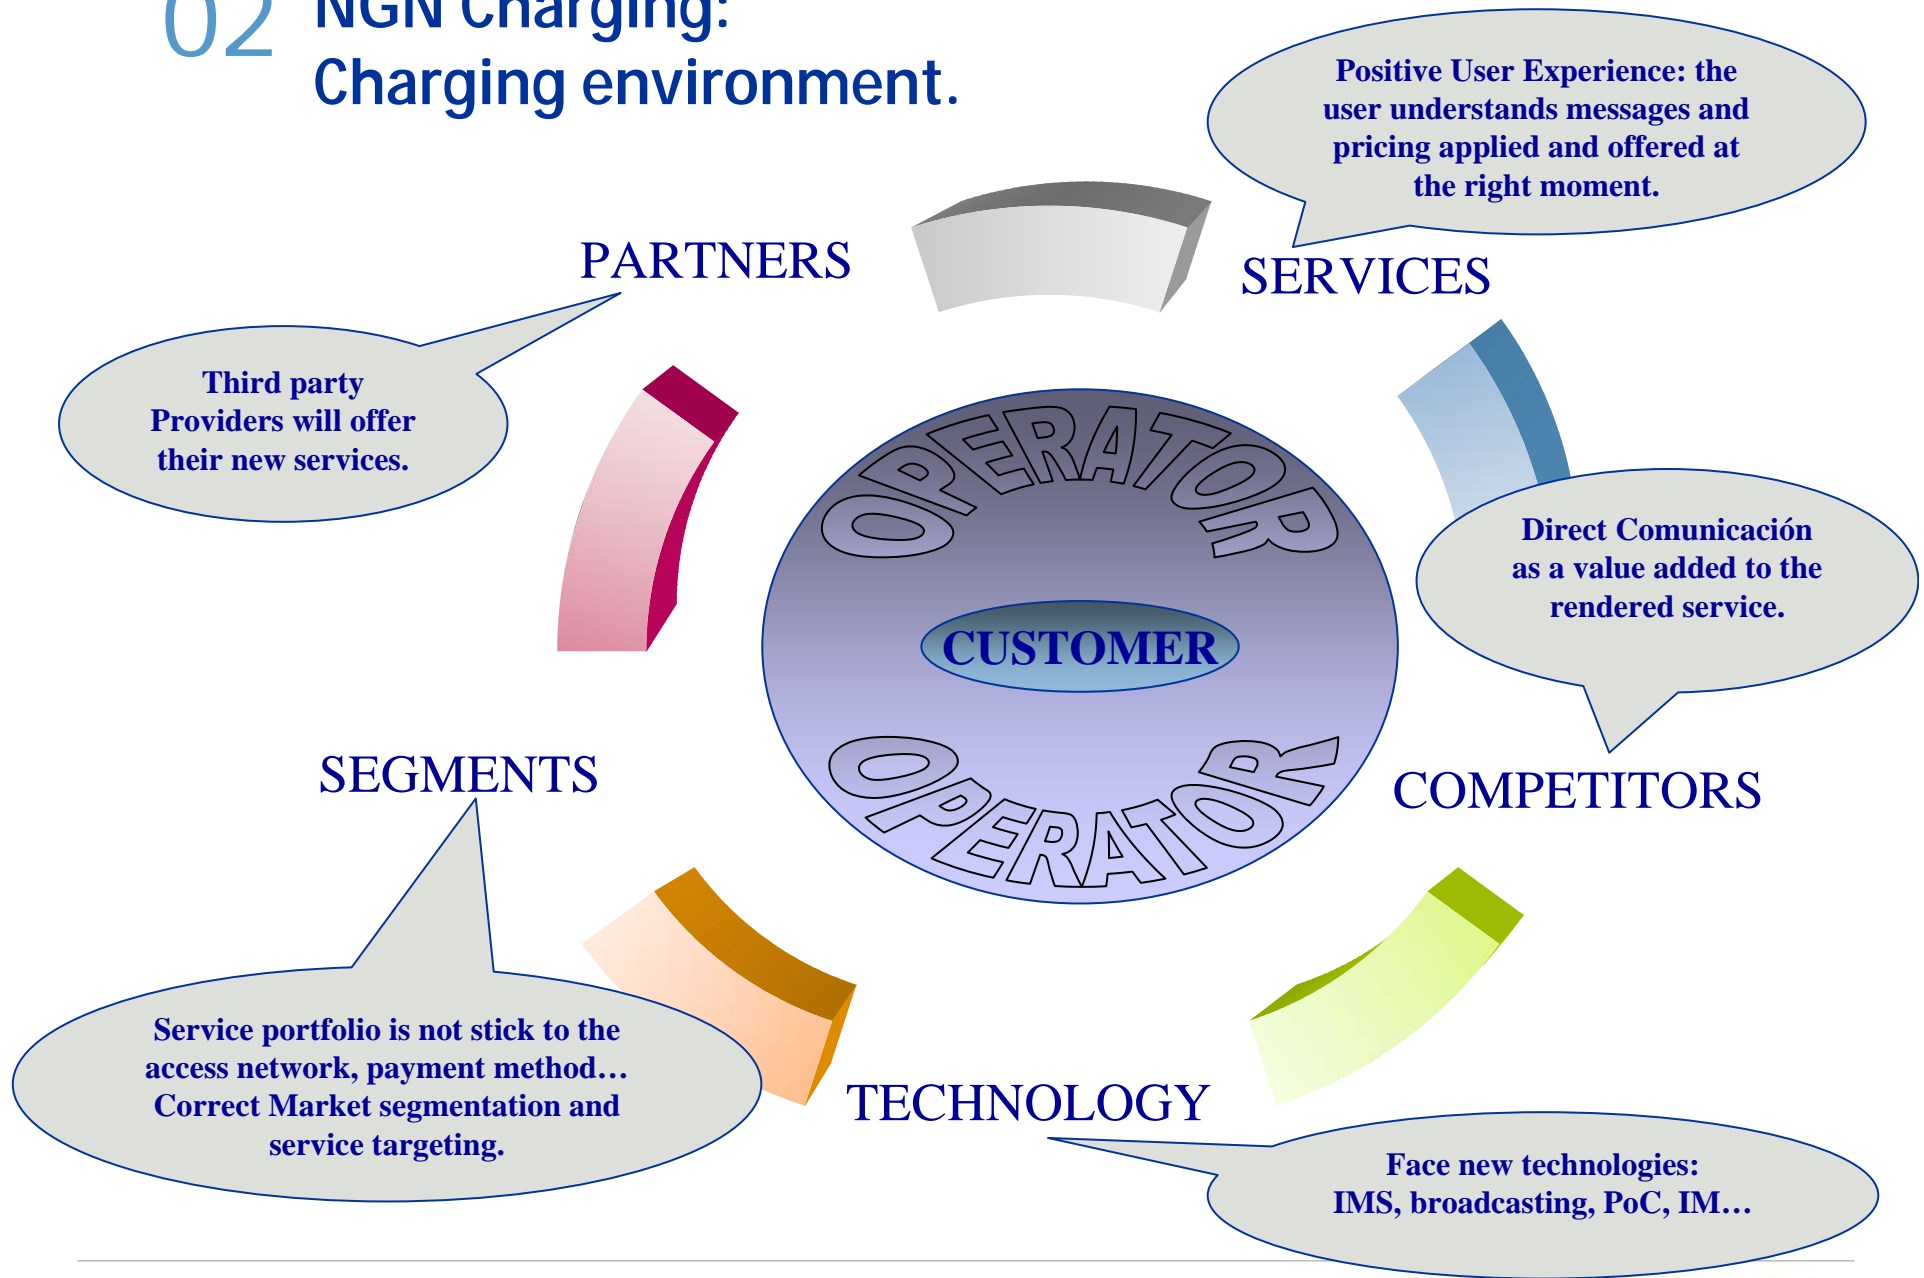 02 NGN Charging:
Charging environment.
Positive User Experience: the
user understands messages and
pricing applied and offered at
the right moment.
PARTNERS
SERVICES
Third party
Providers will offer
their new services.
OPERATOR
Direct Comunicación
as a value added to the
rendered service.
CUSTOMER
OPERATOR
SEGMENTS
COMPETITORS
Service portfolio is not stick to the
access network, payment method…
Correct Market segmentation and
service targeting.
TECHNOLOGY
Face new technologies:
IMS, broadcasting, PoC, IM…